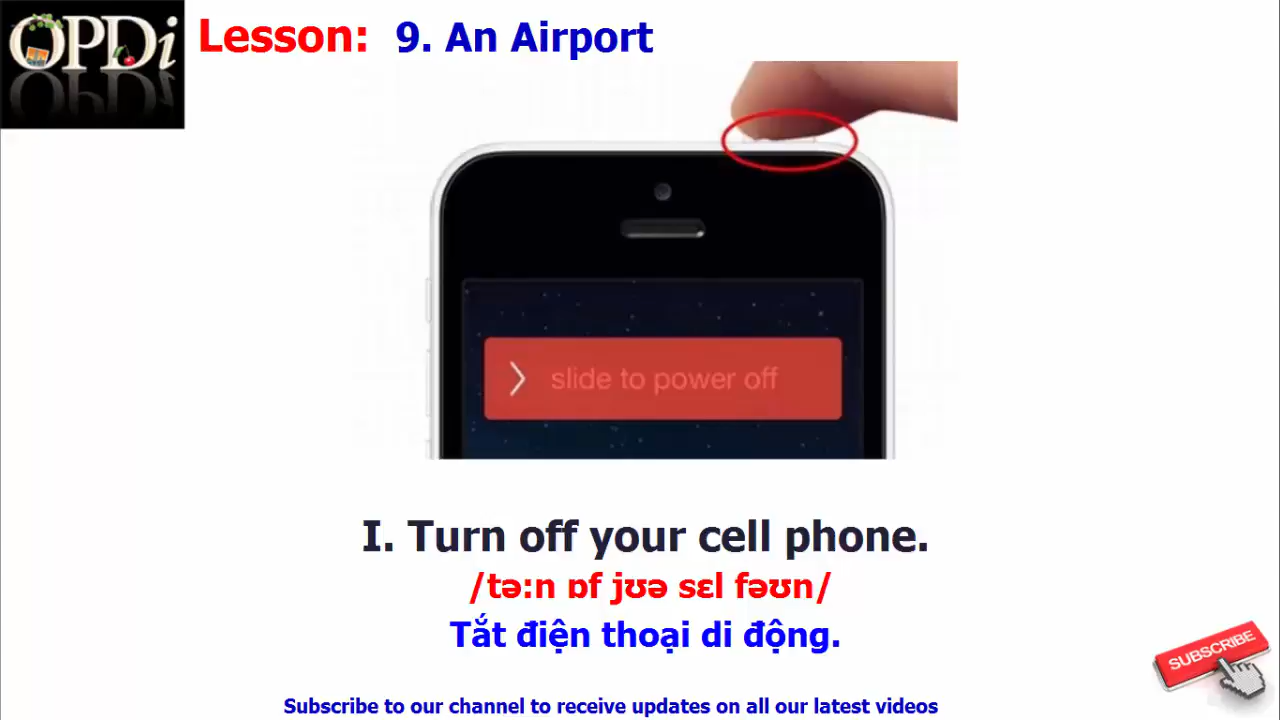 OPDi
Lesson: 9. An Airport
slide to power off
I. Turn off your cell phone.
/tə:n ɒf jʊə sɛl fəʊn/
Tắt điện thoại di động.
SUBSCRIBE
Subscribe to our channel to receive updates on all our latest videos